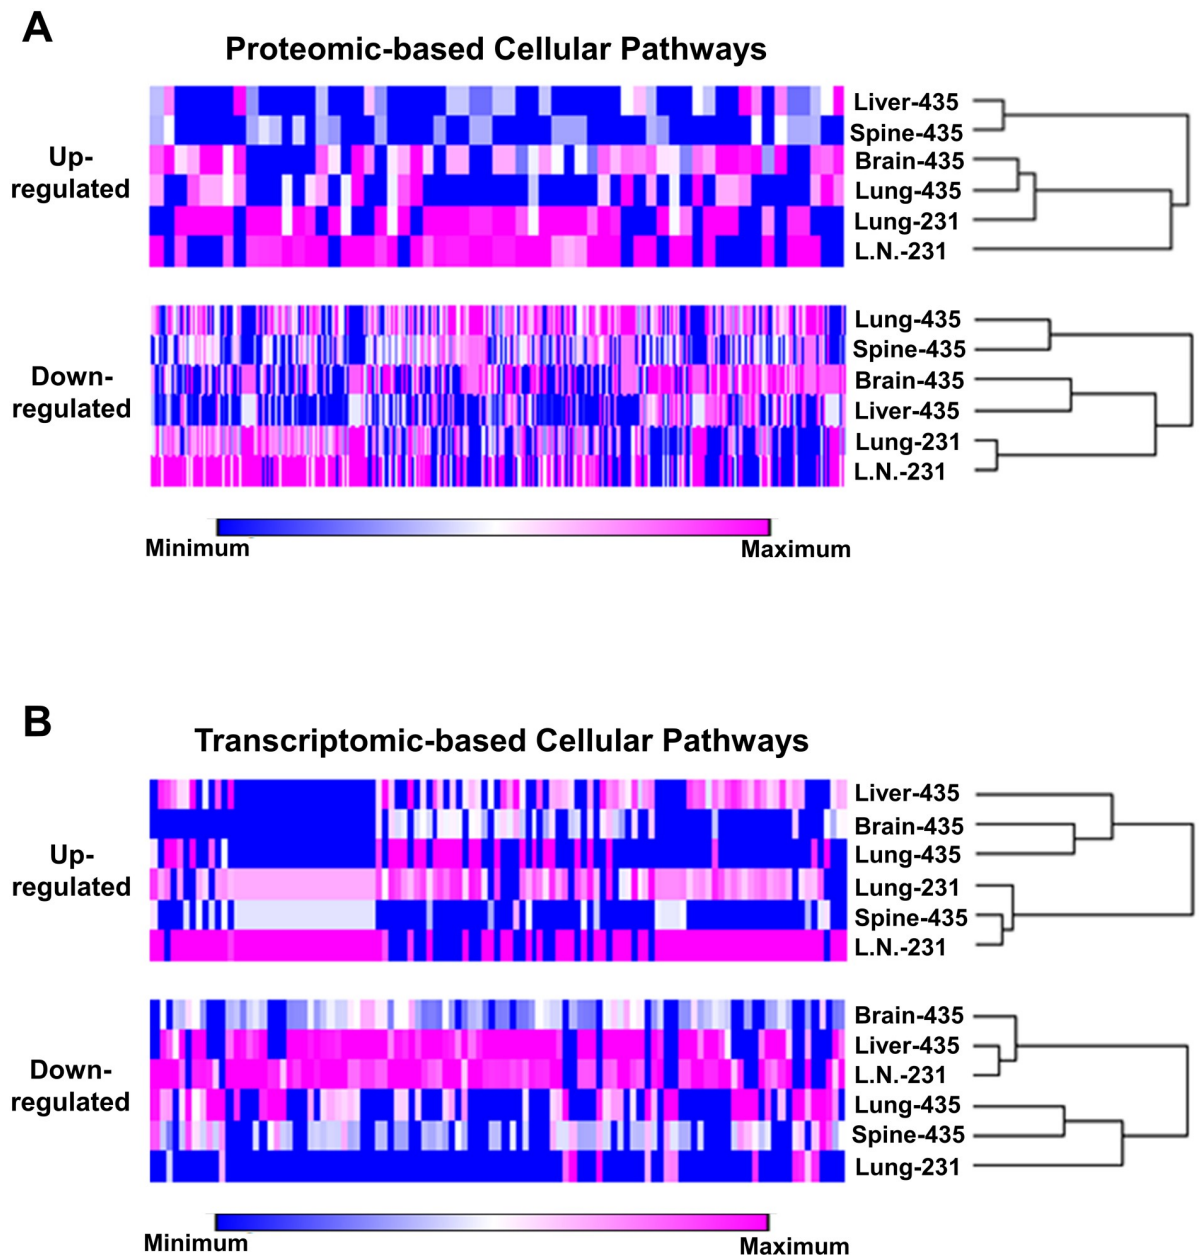 A
Proteomic-based Cellular Pathways
Up-
regulated
Liver-435
Spine-435
Brain-435
Lung-435
Lung-231
L.N.-231
Down-
regulated
Lung-435
Spine-435
Brain-435
Liver-435
Lung-231
L.N.-231
Minimum
Maximum
B
Transcriptomic-based Cellular Pathways
Up-
regulated
Liver-435
Brain-435
Lung-435
Lung-231
Spine-435
L.N.-231
Down-
regulated
Brain-435
Liver-435
L.N.-231
Lung-435
Spine-435
Lung-231
Minimum
Maximum